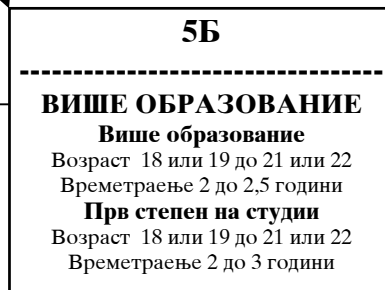 5Б
---------------------------------
ВИШЕ ОБРАЗОВАНИЕ
Више образование
Возраст 18 или 19 до 21 или 22
Времетраење 2 до 2,5 години
Прв степен на студии
Возраст 18 или 19 до 21 или 22
Времетраење 2 до 3 години